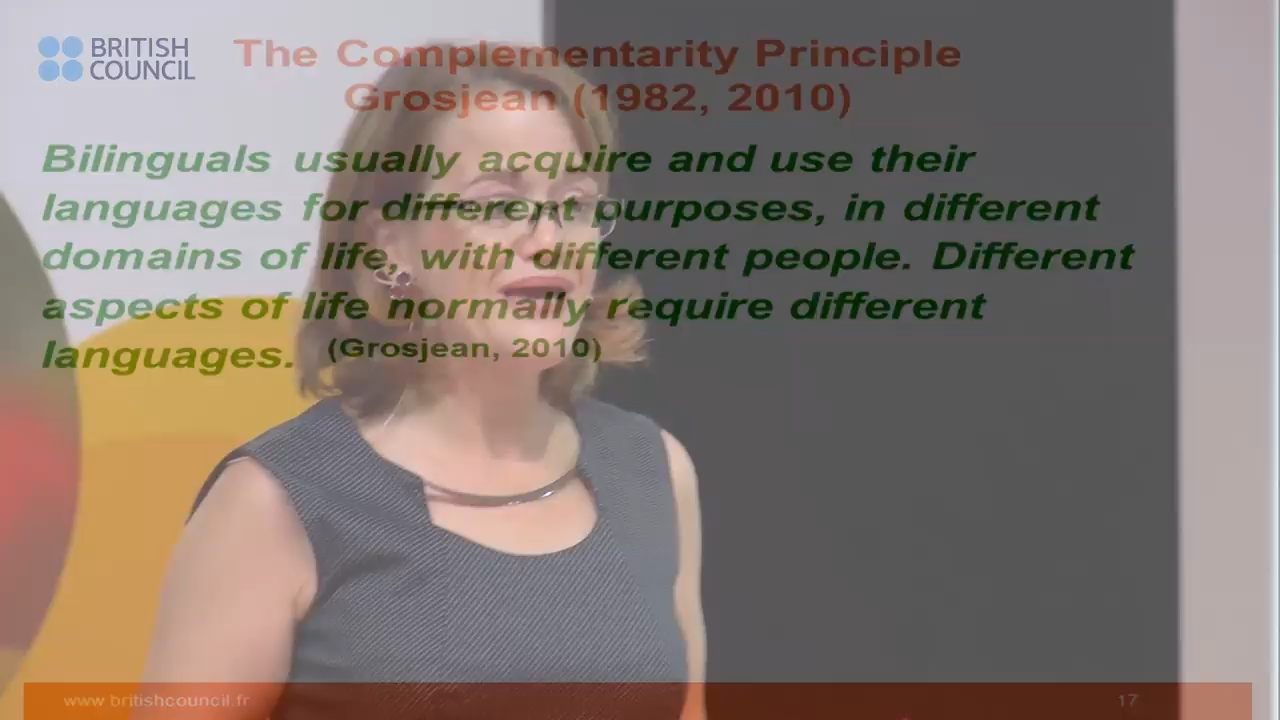 BRITISH
COUNCIL
The Complementarity Principle
Grosjean (1982, 2010)
Bilinguals usually acquire and use their
languages for different purposes, in different
domains of life, with different people. Different
aspects of life normally require different
languages. (Grosjean, 2010)
www.britishcouncil.fr
17